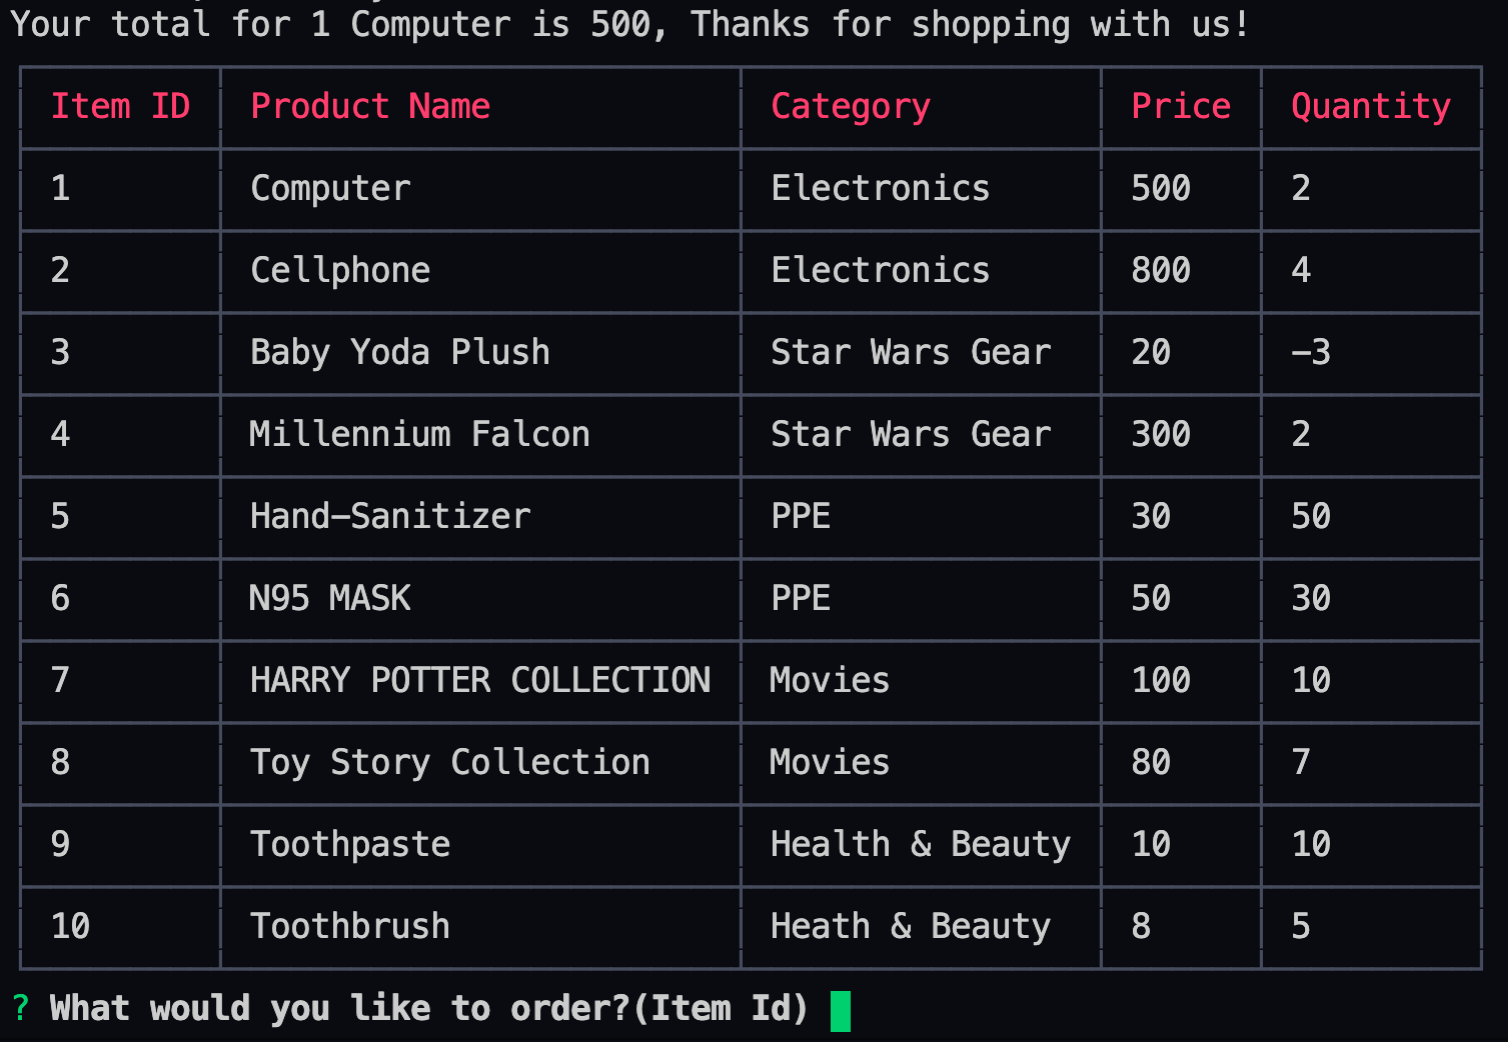 Your total for 1 Computer is 500, Thanks for shopping with us!
Item ID Product Name Category Price Quantity
1 Computer Electronics 500 2
2 Cellphone Electronics 800 4
3 Baby Yoda Plush Star Wars Gear 20 -3
4 Millennium Falcon Star Wars Gear 300 2
5 Hand-Sanitizer PPE 30 50
6 N95 MASK PPE 50 30
7 HARRY POTTER COLLECTION Movies 100 10
8 Toy Story Collection Movies 80 7
9 Toothpaste Health & Beauty 10 10
10 Toothbrush Heath & Beauty 8 5
? What would you like to order?(Item Id)